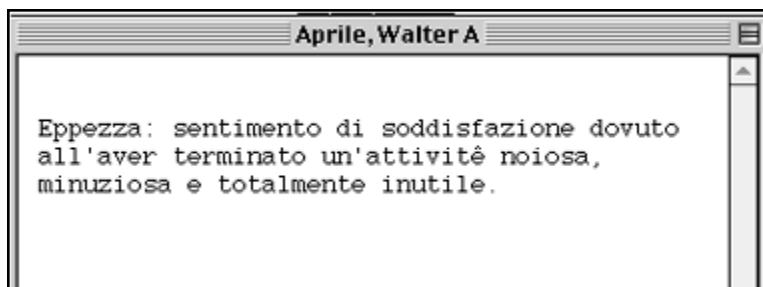 Aprile, Walter A
Eppezza: sentimento di soddisfazione dovuto
all'aver terminato un'attivitê noiosa,
minuziosa e totalmente inutile.